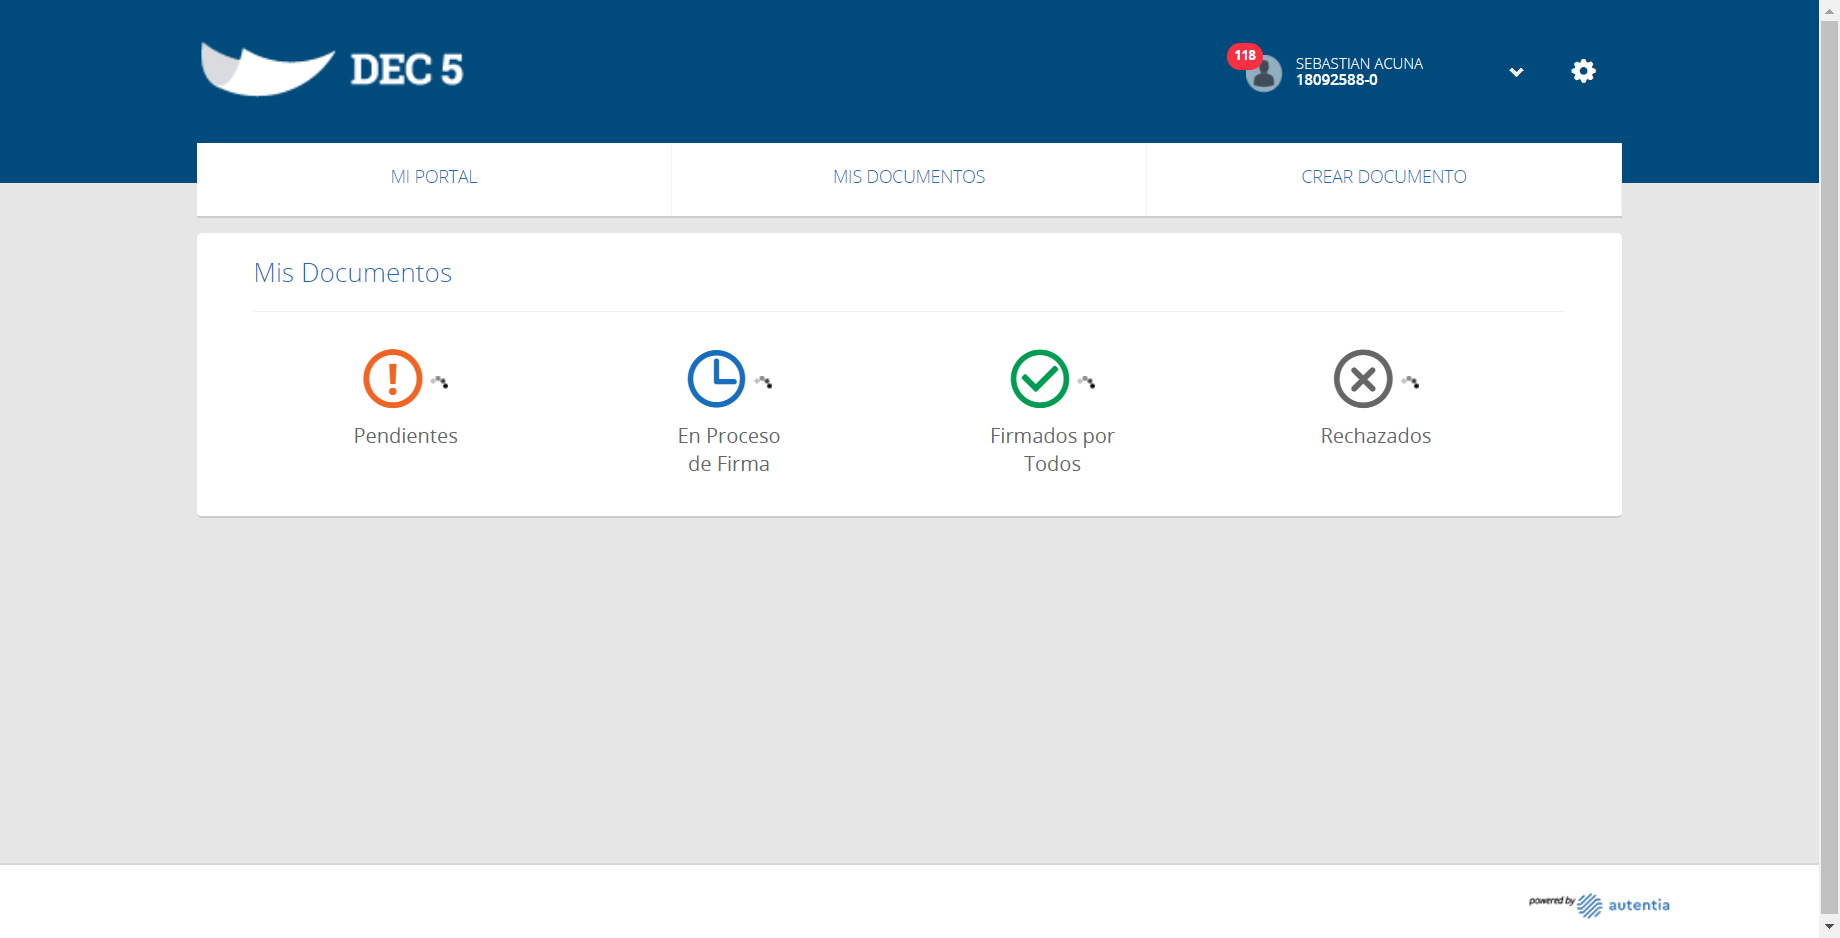 DEC 5
118
SEBASTIAN ACUNA
18092588-0
MI PORTAL
MIS DOCUMENTOS
CREAR DOCUMENTO
Mis Documentos
Pendientes
En Proceso
de Firma
Firmados por
Todos
Rechazados
powered by autentia